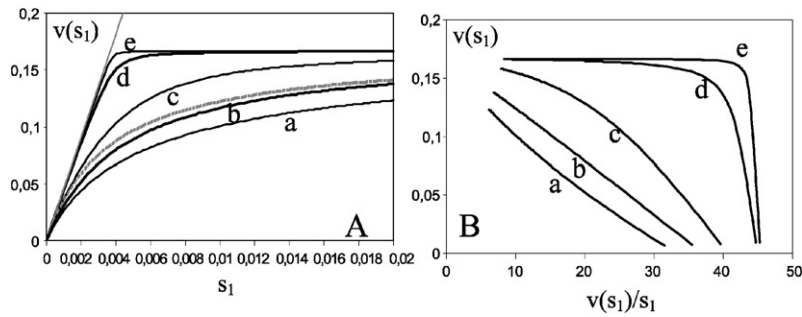 v(s₁)
0,2
0,15
0,1
0,05
0
0 0,002 0,004 0,006 0,008 0,01 0,012 0,014 0,016 0,018 0,02
s₁
e
d
c
b
a
A
v(s₁)
0,2
0,15
0,1
0,05
0
0 10 20 30 40 50
v(s₁)/s₁
e
d
c
b
a
B